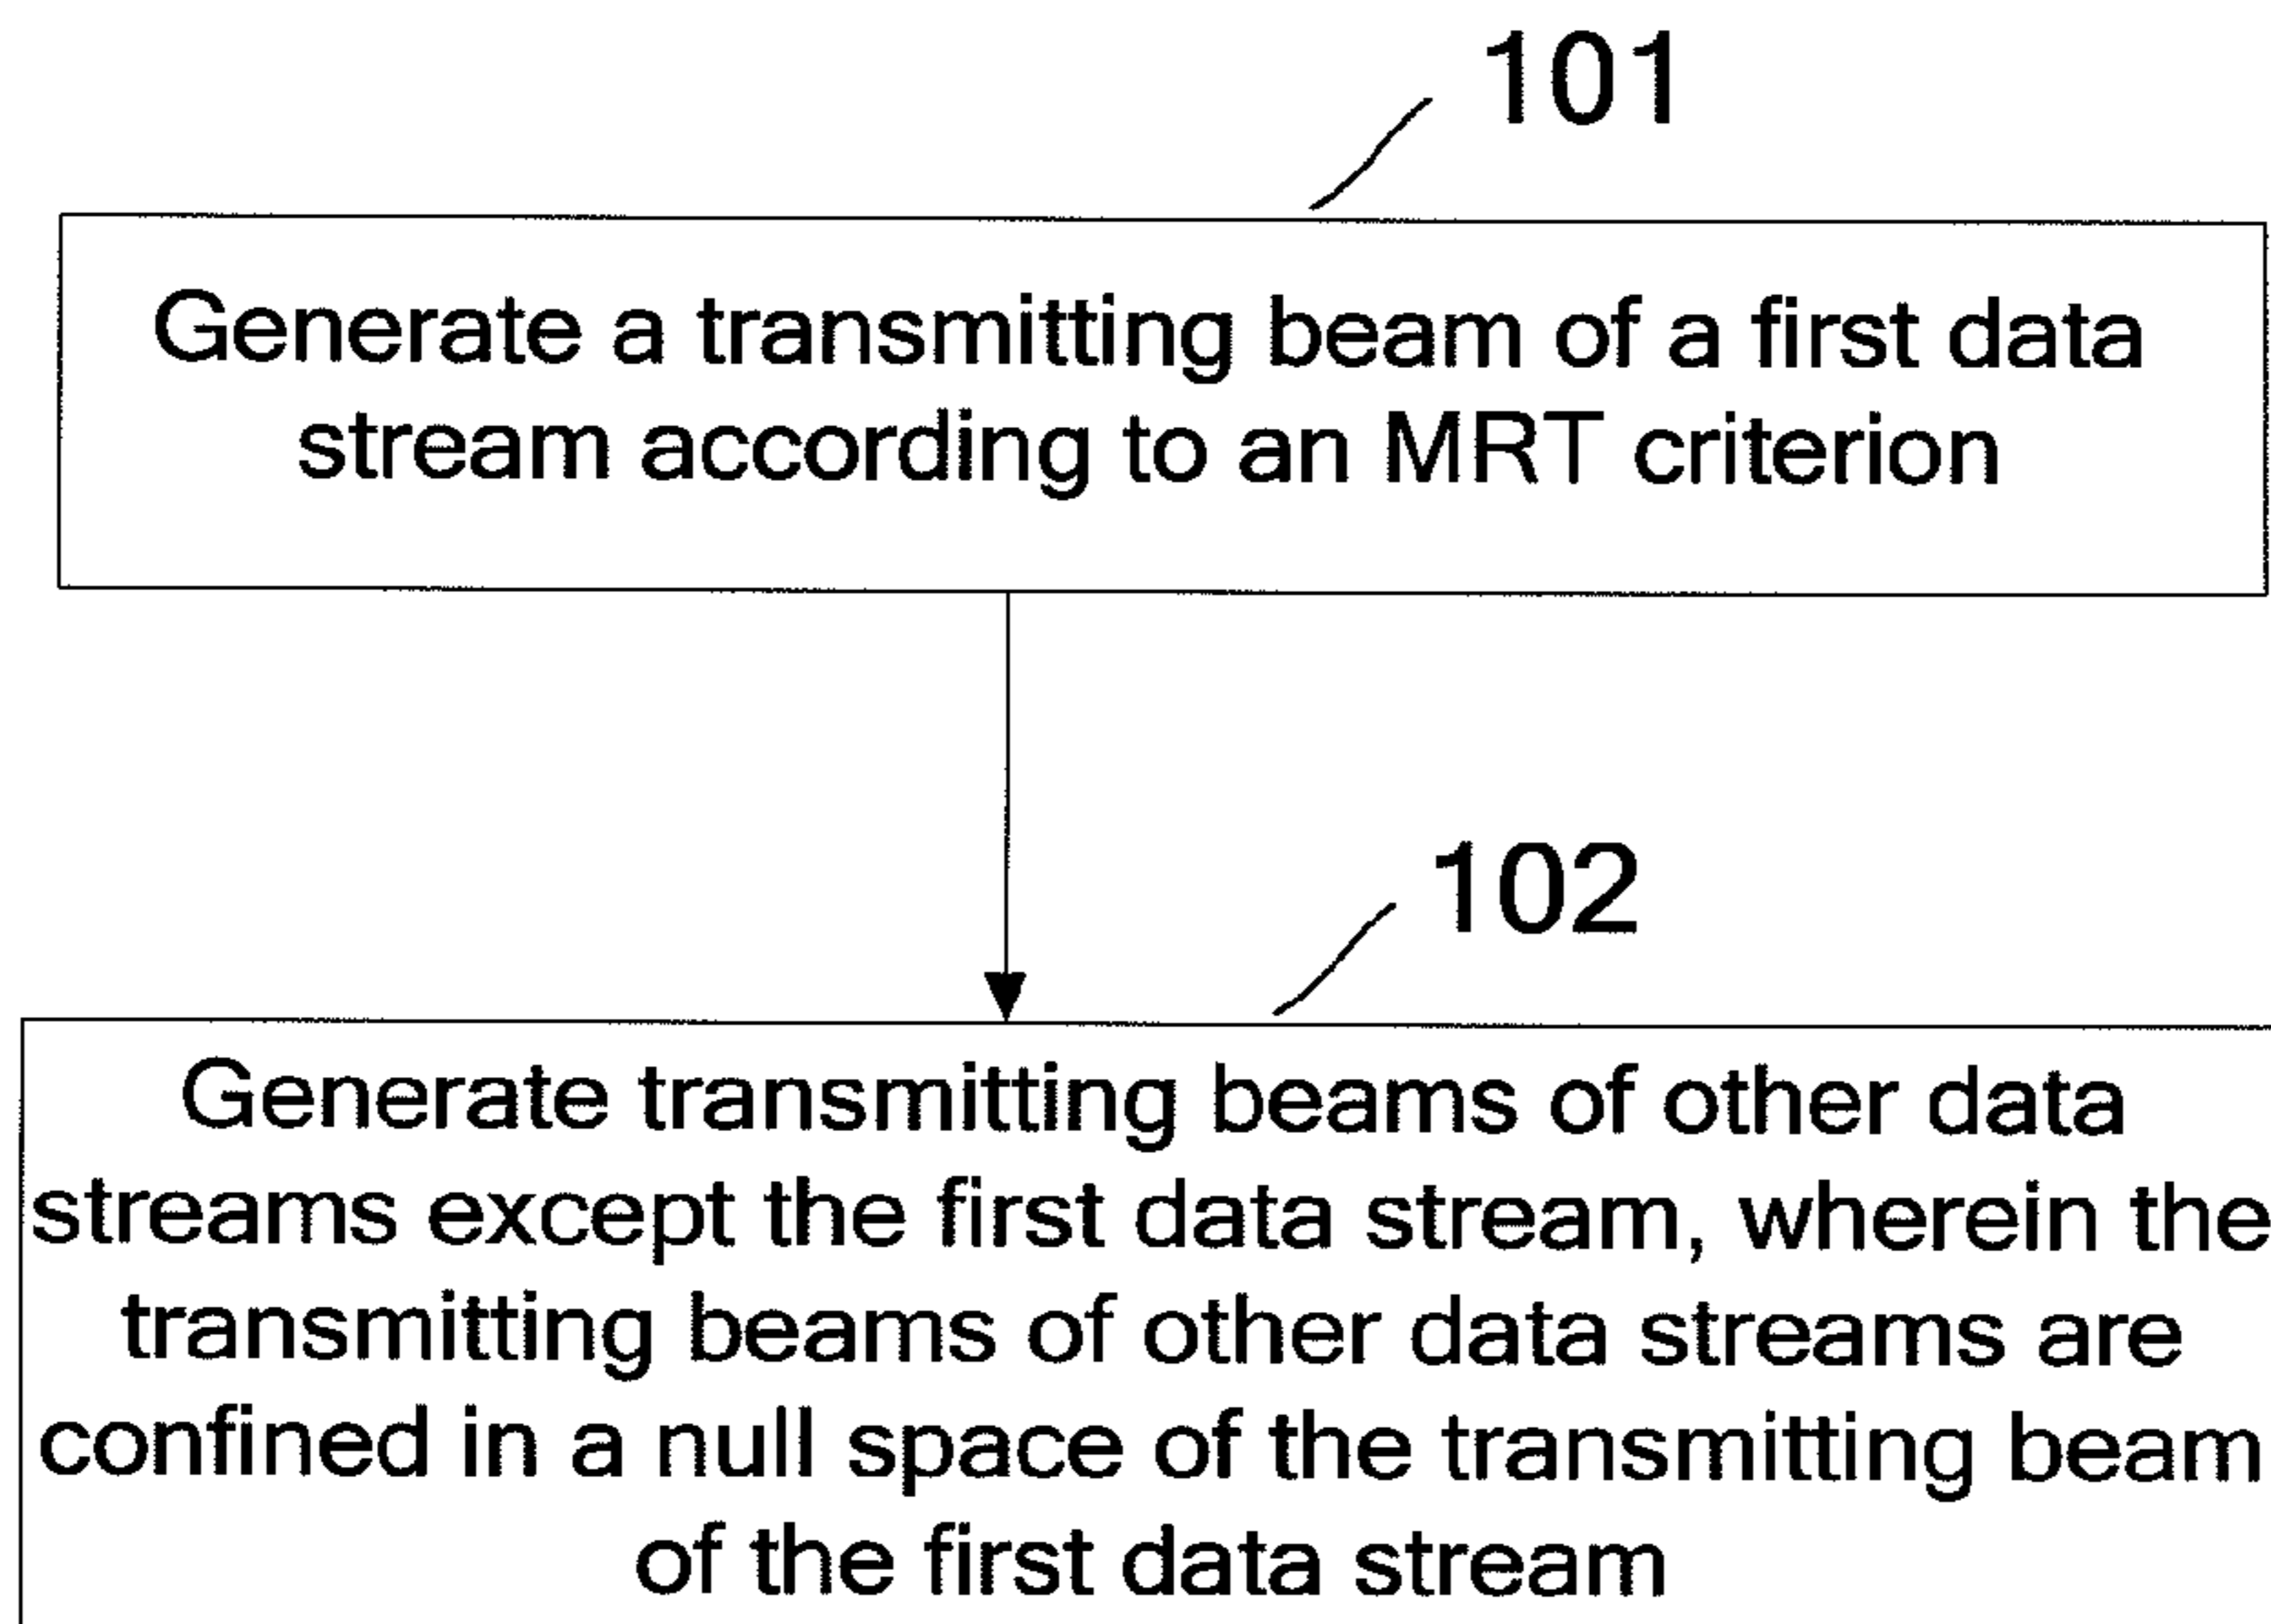 101
Generate a transmitting beam of a first data
stream according to an MRT criterion
102
Generate transmitting beams of other data
streams except the first data stream, wherein the
transmitting beams of other data streams are
confined in a null space of the transmitting beam
of the first data stream